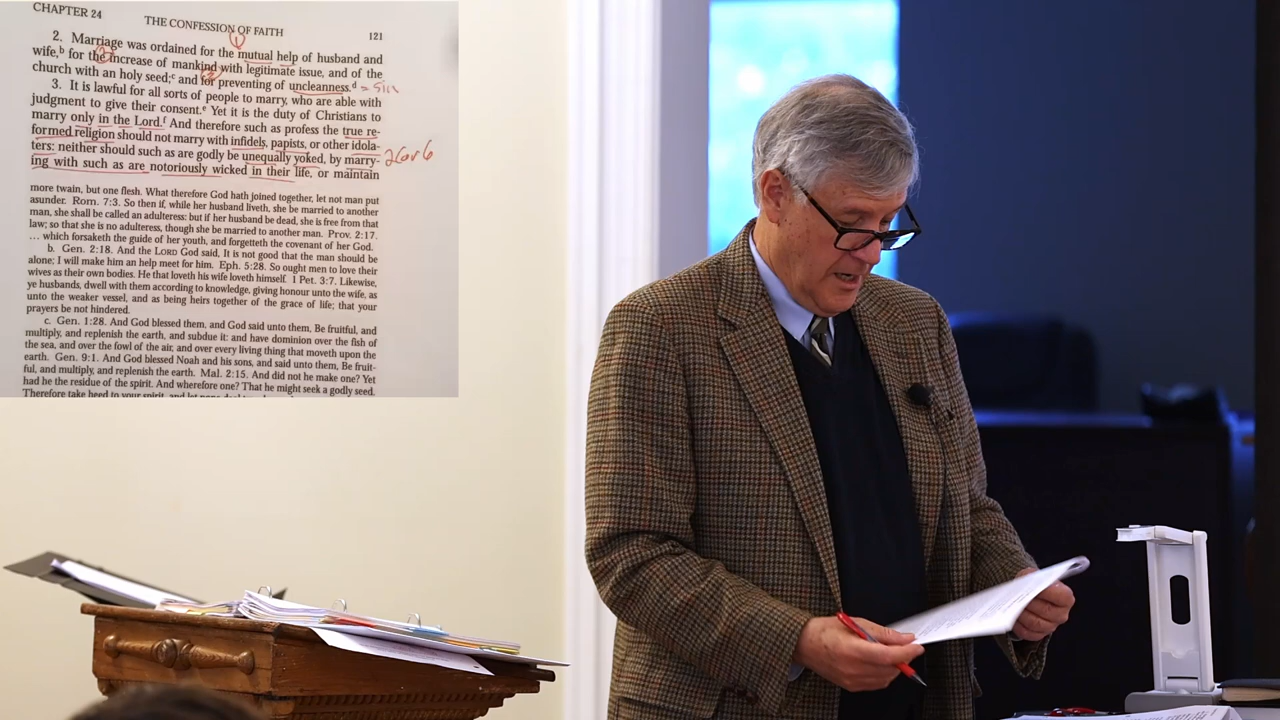 CHAPTER 24 THE CONFESSION OF FAITH 121
2. Marriage was ordained for the mutual help of husband and
wife,b for the increase of mankind with legitimate issue, and of the
church with an holy seed;c and for preventing of uncleanness.d = sin
3. It is lawful for all sorts of people to marry, who are able with
judgment to give their consent.e Yet it is the duty of Christians to
marry only in the Lord.f And therefore such as profess the true re-
formed religion should not marry with infidels, papists, or other idola-
ters: neither should such as are godly be unequally yoked, by marry- 2Cor 6
ing with such as are notoriously wicked in their life, or maintain
more twain, but one flesh. What therefore God hath joined together, let not man put
asunder. Rom. 7:3. So then if, while her husband liveth, she be married to another
man, she shall be called an adulteress: but if her husband be dead, she is free from that
law; so that she is no adulteress, though she be married to another man. Prov. 2:17.
... which forsaketh the guide of her youth, and forgetteth the covenant of her God.
b. Gen. 2:18. And the LORD God said, It is not good that the man should be
alone; I will make him an help meet for him. Eph. 5:28. So ought men to love their
wives as their own bodies. He that loveth his wife loveth himself. 1 Pet. 3:7. Likewise,
ye husbands, dwell with them according to knowledge, giving honour unto the wife, as
unto the weaker vessel, and as being heirs together of the grace of life; that your
prayers be not hindered.
c. Gen. 1:28. And God blessed them, and God said unto them, Be fruitful, and
multiply, and replenish the earth, and subdue it: and have dominion over the fish of
the sea, and over the fowl of the air, and over every living thing that moveth upon the
earth. Gen. 9:1. And God blessed Noah and his sons, and said unto them, Be fruit-
ful, and multiply, and replenish the earth. Mal. 2:15. And did not he make one? Yet
had he the residue of the spirit. And wherefore one? That he might seek a godly seed.
Therefore take heed to your spirit, and let none deal